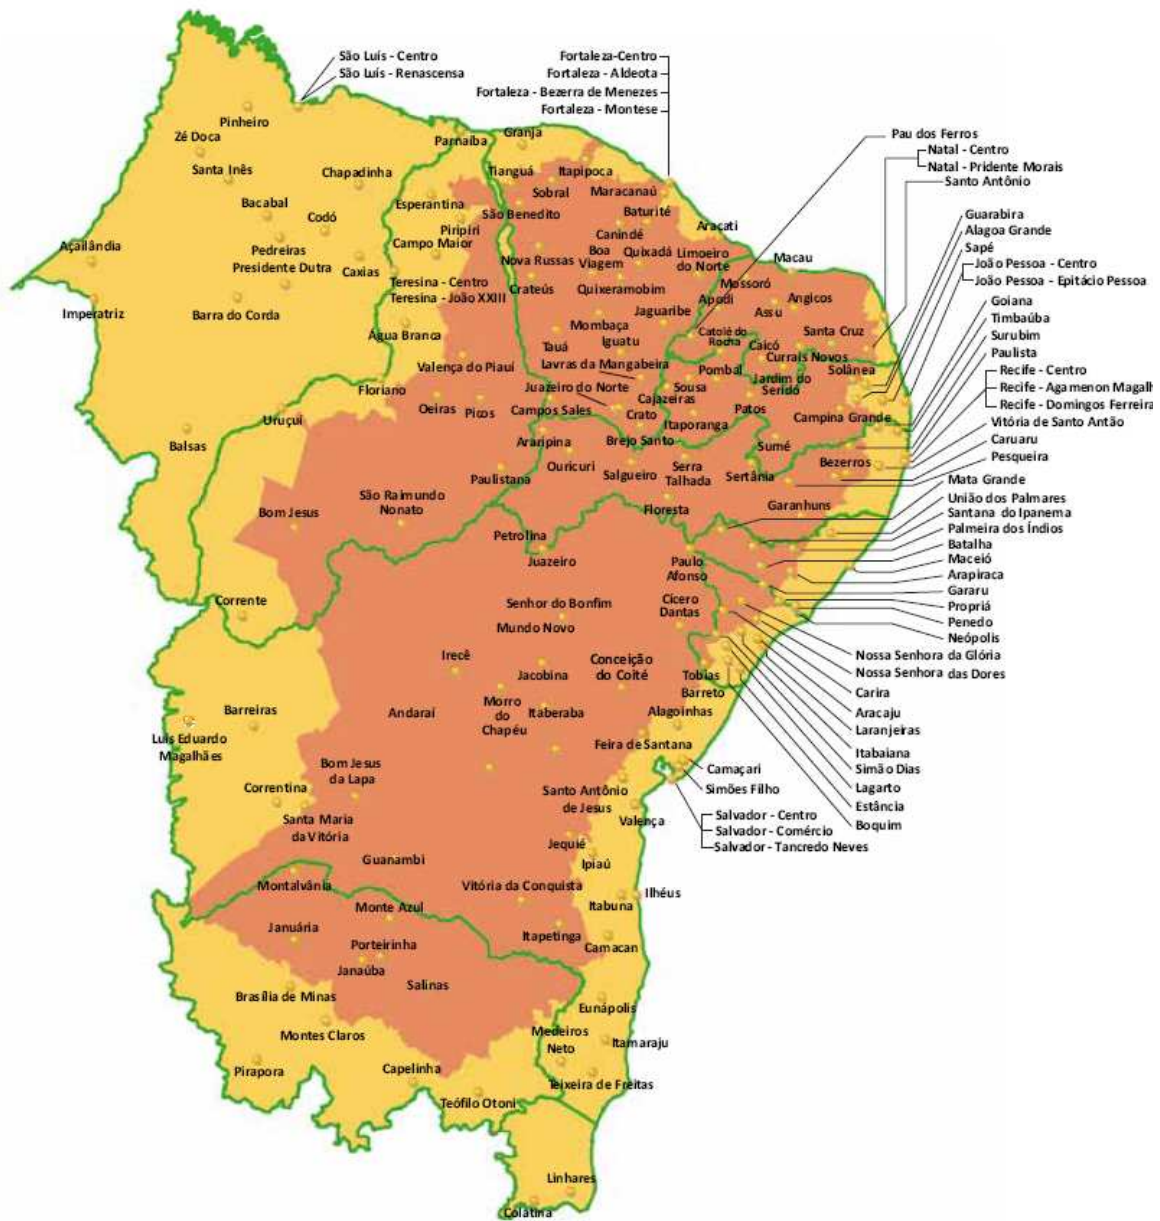 São Luís - Centro
São Luís - Renascensa
Fortaleza-Centro
Fortaleza - Aldeota
Fortaleza - Bezerra de Menezes
Fortaleza - Montese
Pinheiro
Zé Doca
Santa Inês
Bacabal
Chapadinha
Codó
Pedreiras
Presidente Dutra
Caxias
Açailândia
Imperatriz
Barra do Corda
Balsas
Parnaíba
Esperantina
Piripiri
Campo Maior
Teresina - Centro
Teresina - João XXIII
Água Branca
Valença do Piauí
Floriano
Oeiras
Picos
Uruçuí
Paulistana
São Raimundo
Nonato
Bom Jesus
Corrente
Granja
Tianguá
Itapipoca
Sobral
Maracanaú
São Benedito
Baturité
Canindé
Aracati
Boa
Viagem
Quixadá
Limoeiro
do Norte
Nova Russas
Crateús
Quixeramobim
Jaguaribe
Mombaça
Iguatu
Tauá
Lavras da Mangabeira
Juazeiro do Norte
Campos Sales
Crato
Brejo Santo
Pau dos Ferros
Natal - Centro
Natal - Pridente Morais
Santo Antônio
Macau
Mossoró
Apodi
Angicos
Assu
Santa Cruz
Caicó
Currais Novos
Jardim do
Seridó
Catolé do
Rocha
Pombal
Solânea
Sousa
Cajazeiras
Patos
Itaporanga
Campina Grande
Sumé
Guarabira
Alagoa Grande
Sapé
João Pessoa - Centro
João Pessoa - Epitácio Pessoa
Goiana
Timbaúba
Surubim
Paulista
Recife - Centro
Recife - Agamenon Magalh
Recife - Domingos Ferreira
Vitória de Santo Antão
Caruaru
Pesqueira
Araripina
Ouricuri
Salgueiro
Serra
Talhada
Sertânia
Bezerros
Floresta
Garanhuns
Petrolina
Mata Grande
União dos Palmares
Santana do Ipanema
Palmeira dos Índios
Batalha
Maceió
Arapiraca
Gararu
Propriá
Penedo
Neópolis
Nossa Senhora da Glória
Nossa Senhora das Dores
Carira
Aracaju
Laranjeiras
Itabaiana
Simão Dias
Lagarto
Estância
Boquim
Juazeiro
Paulo
Afonso
Cícero
Dantas
Senhor do Bonfim
Mundo Novo
Irecê
Jacobina
Conceição
do Coité
Tobias
Barreto
Andaraí
Morro
do
Chapéu
Itaberaba
Alagoinhas
Feira de Santana
Barreiras
Luis Eduardo
Magalhães
Bom Jesus
da Lapa
Camaçari
Simões Filho
Correntina
Santa Maria
da Vitória
Santo Antônio
de Jesus
Valença
Salvador - Centro
Salvador - Comércio
Salvador - Tancredo Neves
Guanambi
Jequié
Ipiaú
Vitória da Conquista
Itabuna
Ilhéus
Itapetinga
Camacan
Montalvânia
Monte Azul
Januária
Porteirinha
Janaúba
Salinas
Brasília de Minas
Montes Claros
Pirapora
Capelinha
Teófilo Otoni
Eunápolis
Medeiros
Neto
Itamaraju
Teixeira de Freitas
Linhares
Colatina